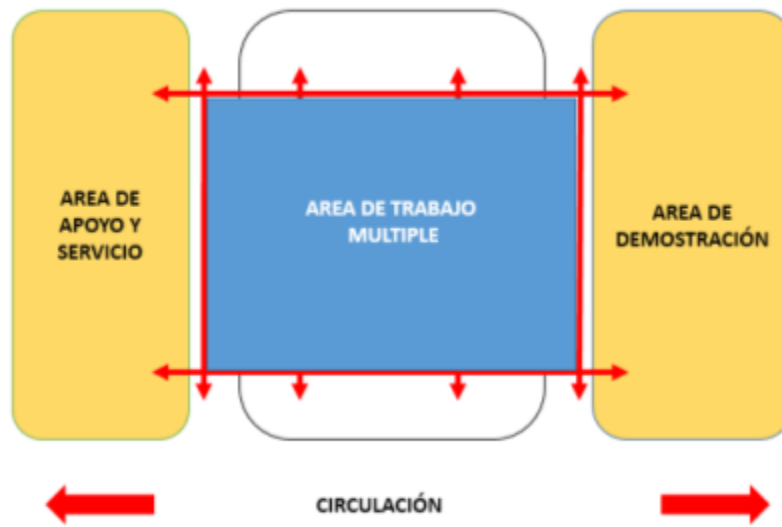 AREA DE
APOYO Y
SERVICIO
AREA DE TRABAJO
MULTIPLE
AREA DE
DEMOSTRACIÓN
CIRCULACIÓN